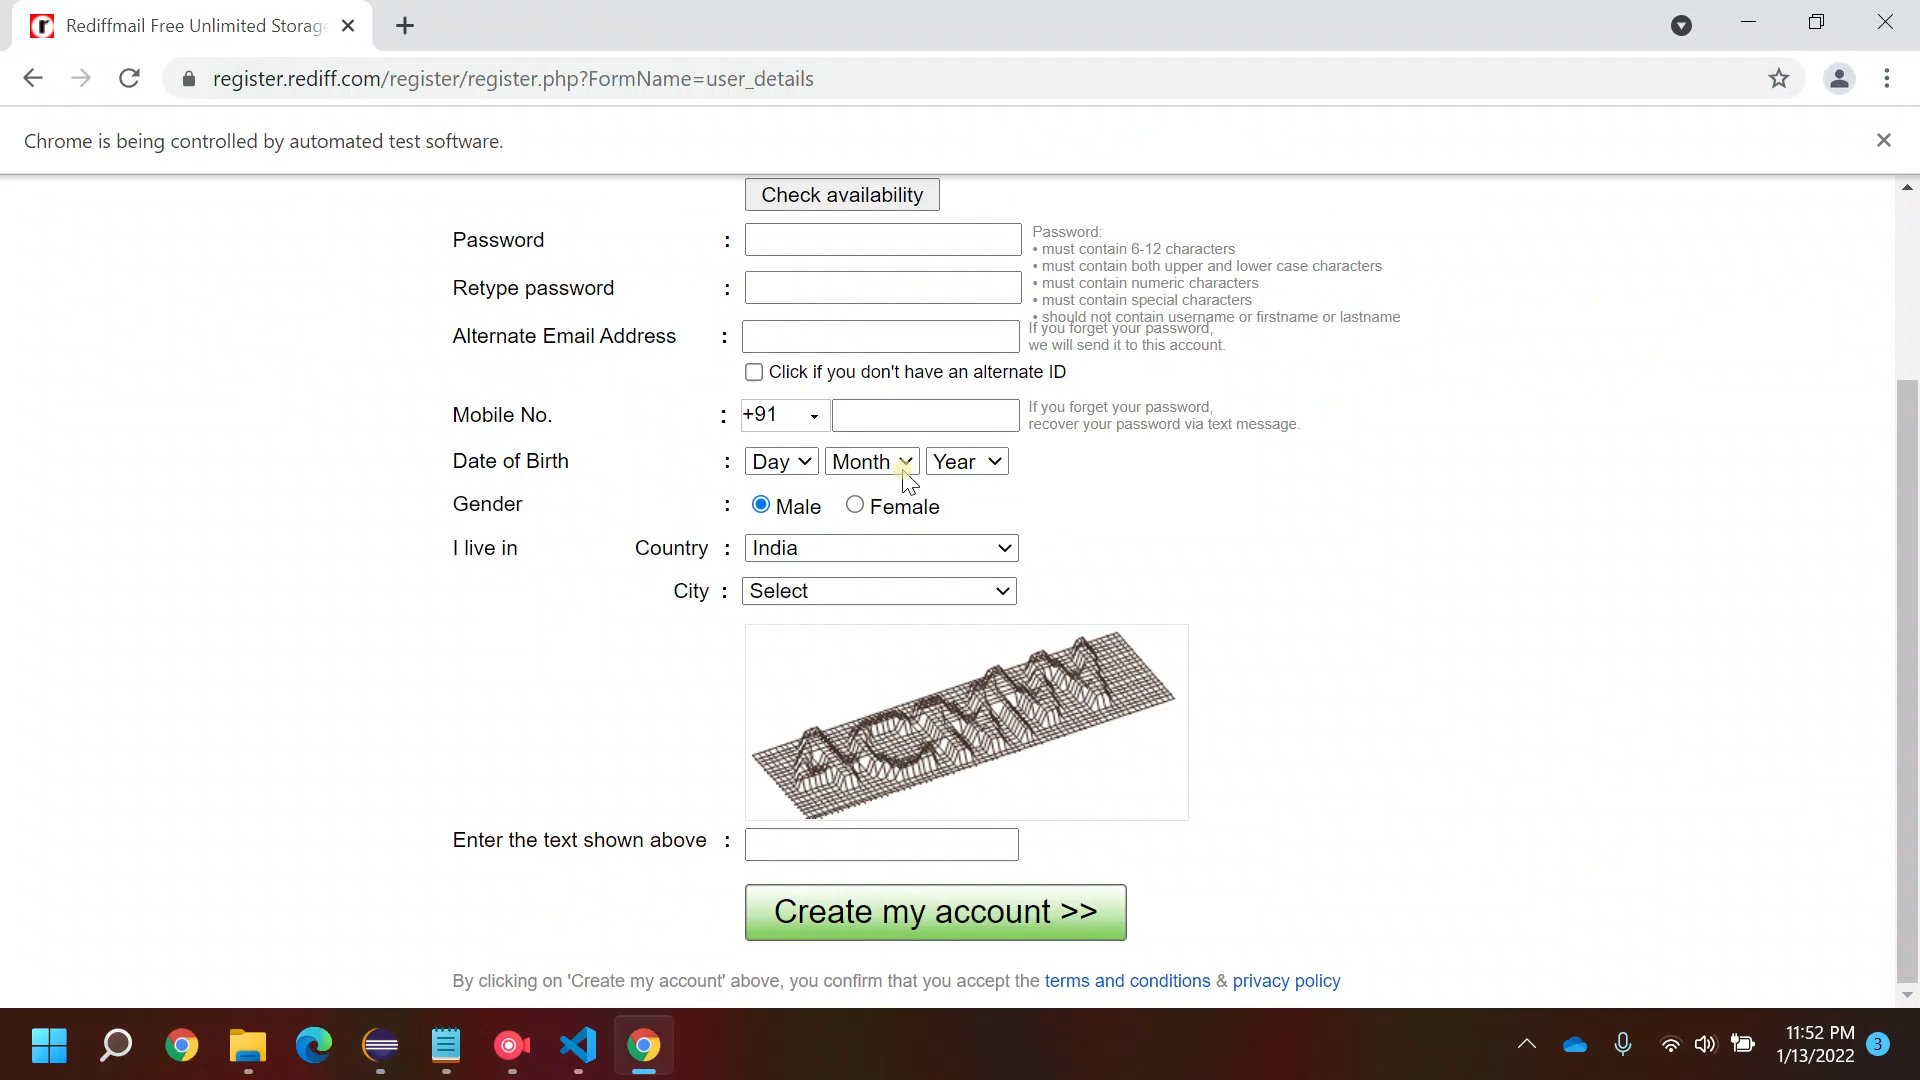 Rediffmail Free Unlimited Storag
register.rediff.com/register/register.php?FormName=user_details
Chrome is being controlled by automated test software.
Check availability
Password :
Password:
• must contain 6-12 characters
• must contain both upper and lower case characters
• must contain numeric characters
• must contain special characters
• should not contain username or firstname or lastname
Retype password :
Alternate Email Address :
If you forget your password,
we will send it to this account.
Click if you don't have an alternate ID
Mobile No. : +91
If you forget your password,
recover your password via text message.
Date of Birth : Day Month Year
Gender : Male Female
I live in Country : India
City : Select
Enter the text shown above :
Create my account >>
By clicking on 'Create my account' above, you confirm that you accept the terms and conditions & privacy policy
11:52 PM
1/13/2022
3